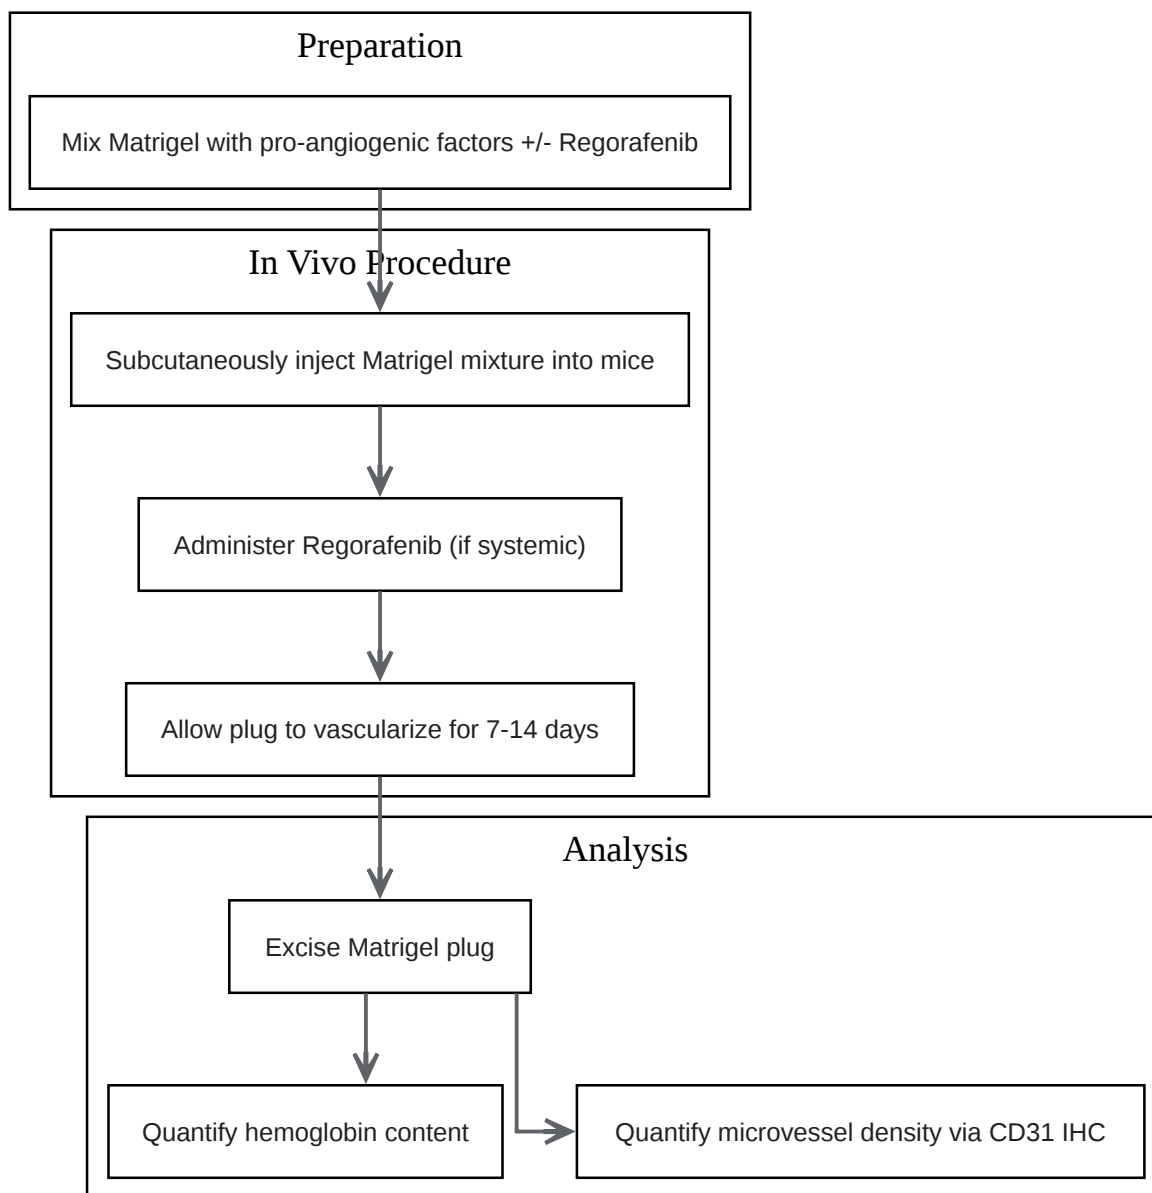 Preparation
Mix Matrigel with pro-angiogenic factors +/- Regorafenib
In Vivo Procedure
Subcutaneously inject Matrigel mixture into mice
Administer Regorafenib (if systemic)
Allow plug to vascularize for 7-14 days
Analysis
Excise Matrigel plug
Quantify hemoglobin content
Quantify microvessel density via CD31 IHC